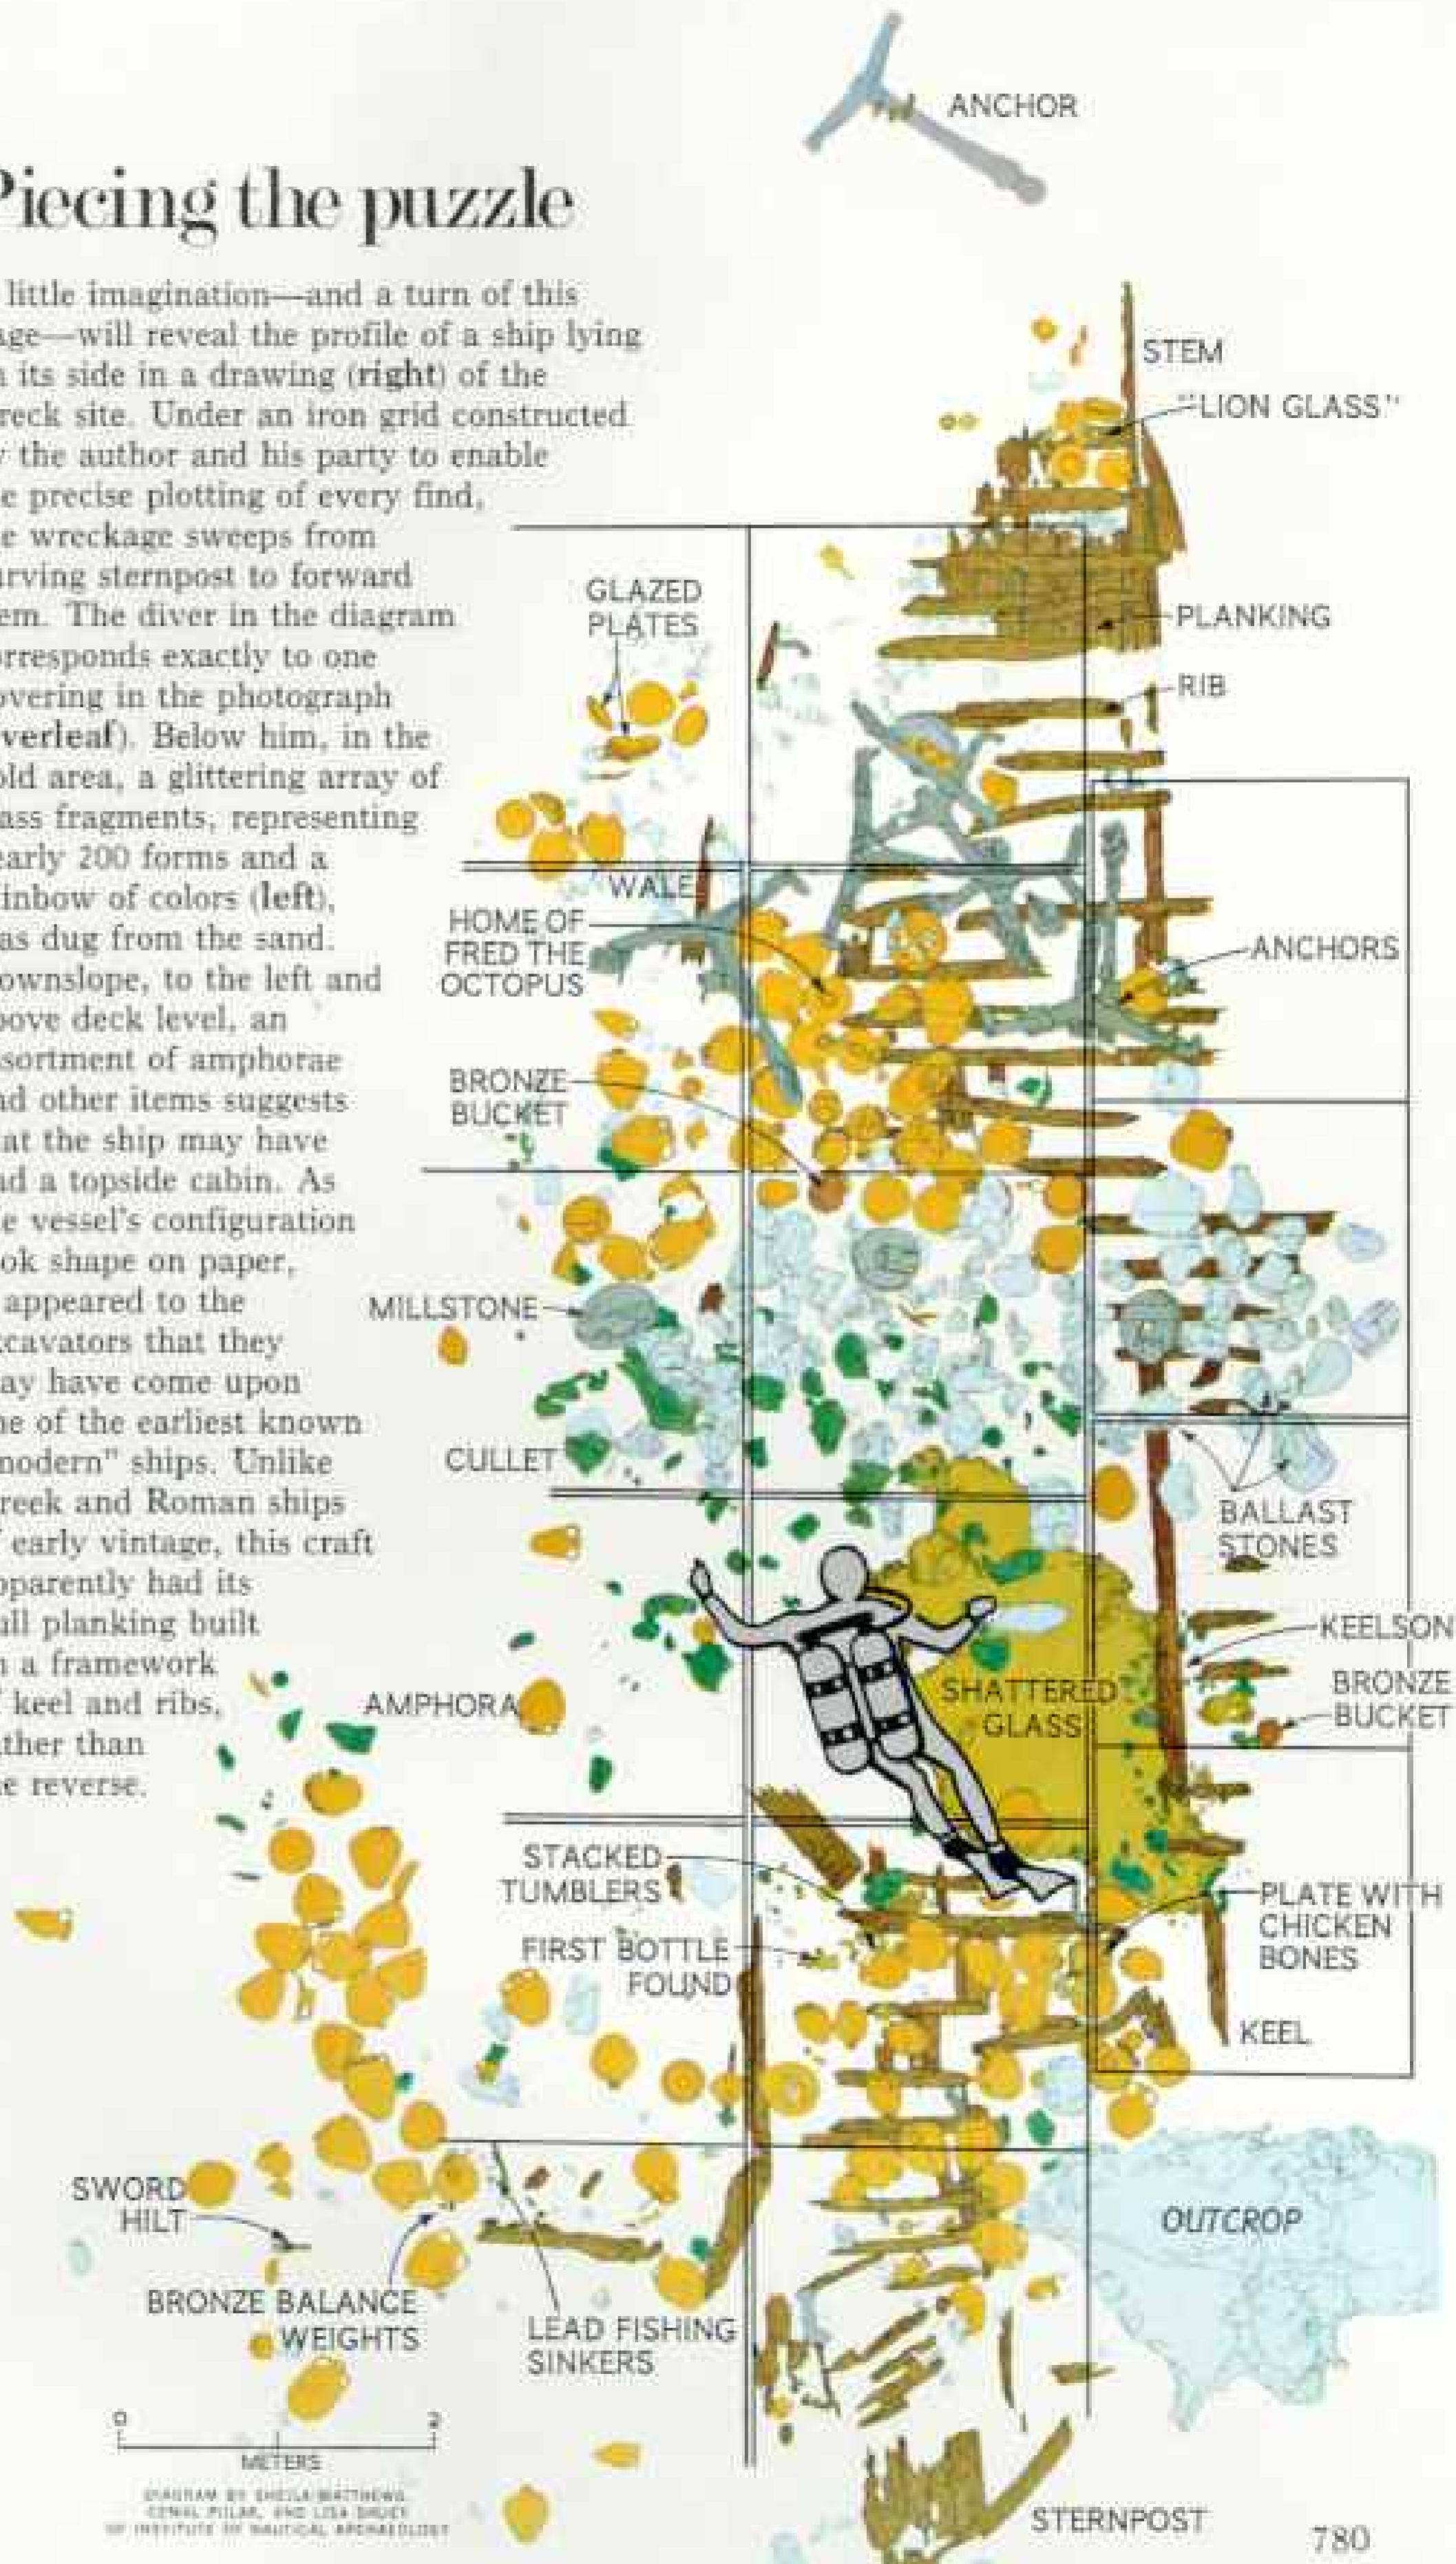 Piecing the puzzle
little imagination—and a turn of this
age—will reveal the profile of a ship lying
n its side in a drawing (right) of the
reck site. Under an iron grid constructed
y the author and his party to enable
e precise plotting of every find,
e wreckage sweeps from
urving sternpost to forward
em. The diver in the diagram
orresponds exactly to one
overing in the photograph
verleaf). Below him, in the
old area, a glittering array of
ass fragments, representing
early 200 forms and a
inbow of colors (left),
as dug from the sand.
ownslope, to the left and
bove deck level, an
ssortment of amphorae
nd other items suggests
at the ship may have
ad a topside cabin. As
e vessel's configuration
ok shape on paper,
appeared to the
xcavators that they
ay have come upon
ne of the earliest known
modern" ships. Unlike
reek and Roman ships
f early vintage, this craft
pparently had its
ull planking built
n a framework
f keel and ribs,
ather than
e reverse.
ANCHOR
STEM
"LION GLASS"
GLAZED
PLATES
PLANKING
RIB
WALE
HOME OF
FRED THE
OCTOPUS
ANCHORS
BRONZE
BUCKET
MILLSTONE
CULLET
BALLAST
STONES
KEELSON
BRONZE
BUCKET
AMPHORA
SHATTERED
GLASS
STACKED
TUMBLERS
PLATE WITH
CHICKEN
BONES
FIRST BOTTLE
FOUND
KEEL
SWORD
HILT
OUTCROP
BRONZE BALANCE
WEIGHTS
LEAD FISHING
SINKERS
0 2
METERS
DIAGRAM BY SHEILA MATTHEWS,
AND LISA
OF INSTITUTE OF NAUTICAL ARCHAEOLOGY
STERNPOST
780